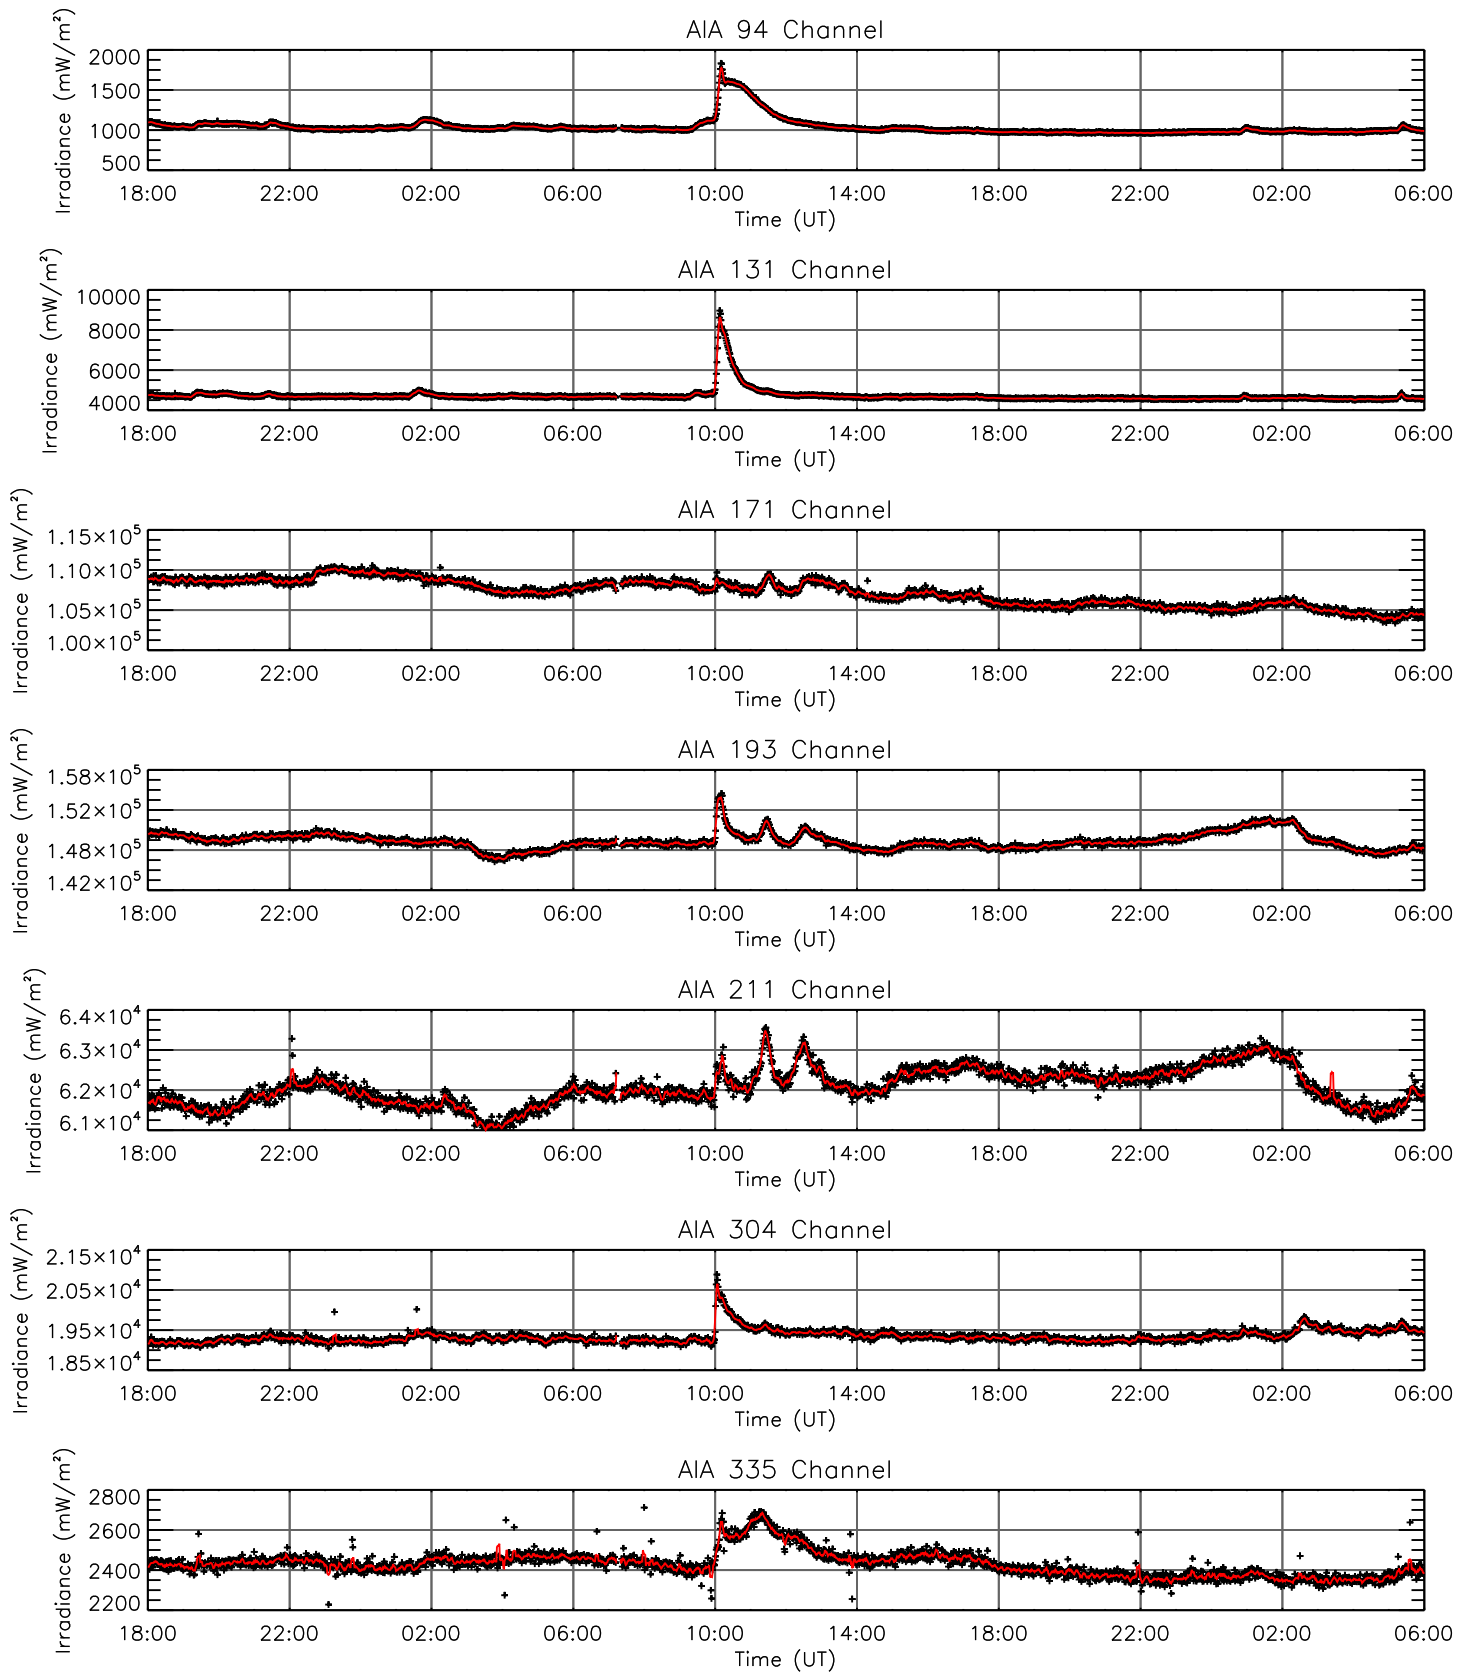 AIA 94 Channel
Irradiance (mW/m²)
2000
1500
1000
500
18:00 22:00 02:00 06:00 10:00 14:00 18:00 22:00 02:00 06:00
Time (UT)
AIA 131 Channel
Irradiance (mW/m²)
10000
8000
6000
4000
18:00 22:00 02:00 06:00 10:00 14:00 18:00 22:00 02:00 06:00
Time (UT)
AIA 171 Channel
Irradiance (mW/m²)
1.15×10⁵
1.10×10⁵
1.05×10⁵
1.00×10⁵
18:00 22:00 02:00 06:00 10:00 14:00 18:00 22:00 02:00 06:00
Time (UT)
AIA 193 Channel
Irradiance (mW/m²)
1.58×10⁵
1.52×10⁵
1.48×10⁵
1.42×10⁵
18:00 22:00 02:00 06:00 10:00 14:00 18:00 22:00 02:00 06:00
Time (UT)
AIA 211 Channel
Irradiance (mW/m²)
6.4×10⁴
6.3×10⁴
6.2×10⁴
6.1×10⁴
18:00 22:00 02:00 06:00 10:00 14:00 18:00 22:00 02:00 06:00
Time (UT)
AIA 304 Channel
Irradiance (mW/m²)
2.15×10⁴
2.05×10⁴
1.95×10⁴
1.85×10⁴
18:00 22:00 02:00 06:00 10:00 14:00 18:00 22:00 02:00 06:00
Time (UT)
AIA 335 Channel
Irradiance (mW/m²)
2800
2600
2400
2200
18:00 22:00 02:00 06:00 10:00 14:00 18:00 22:00 02:00 06:00
Time (UT)